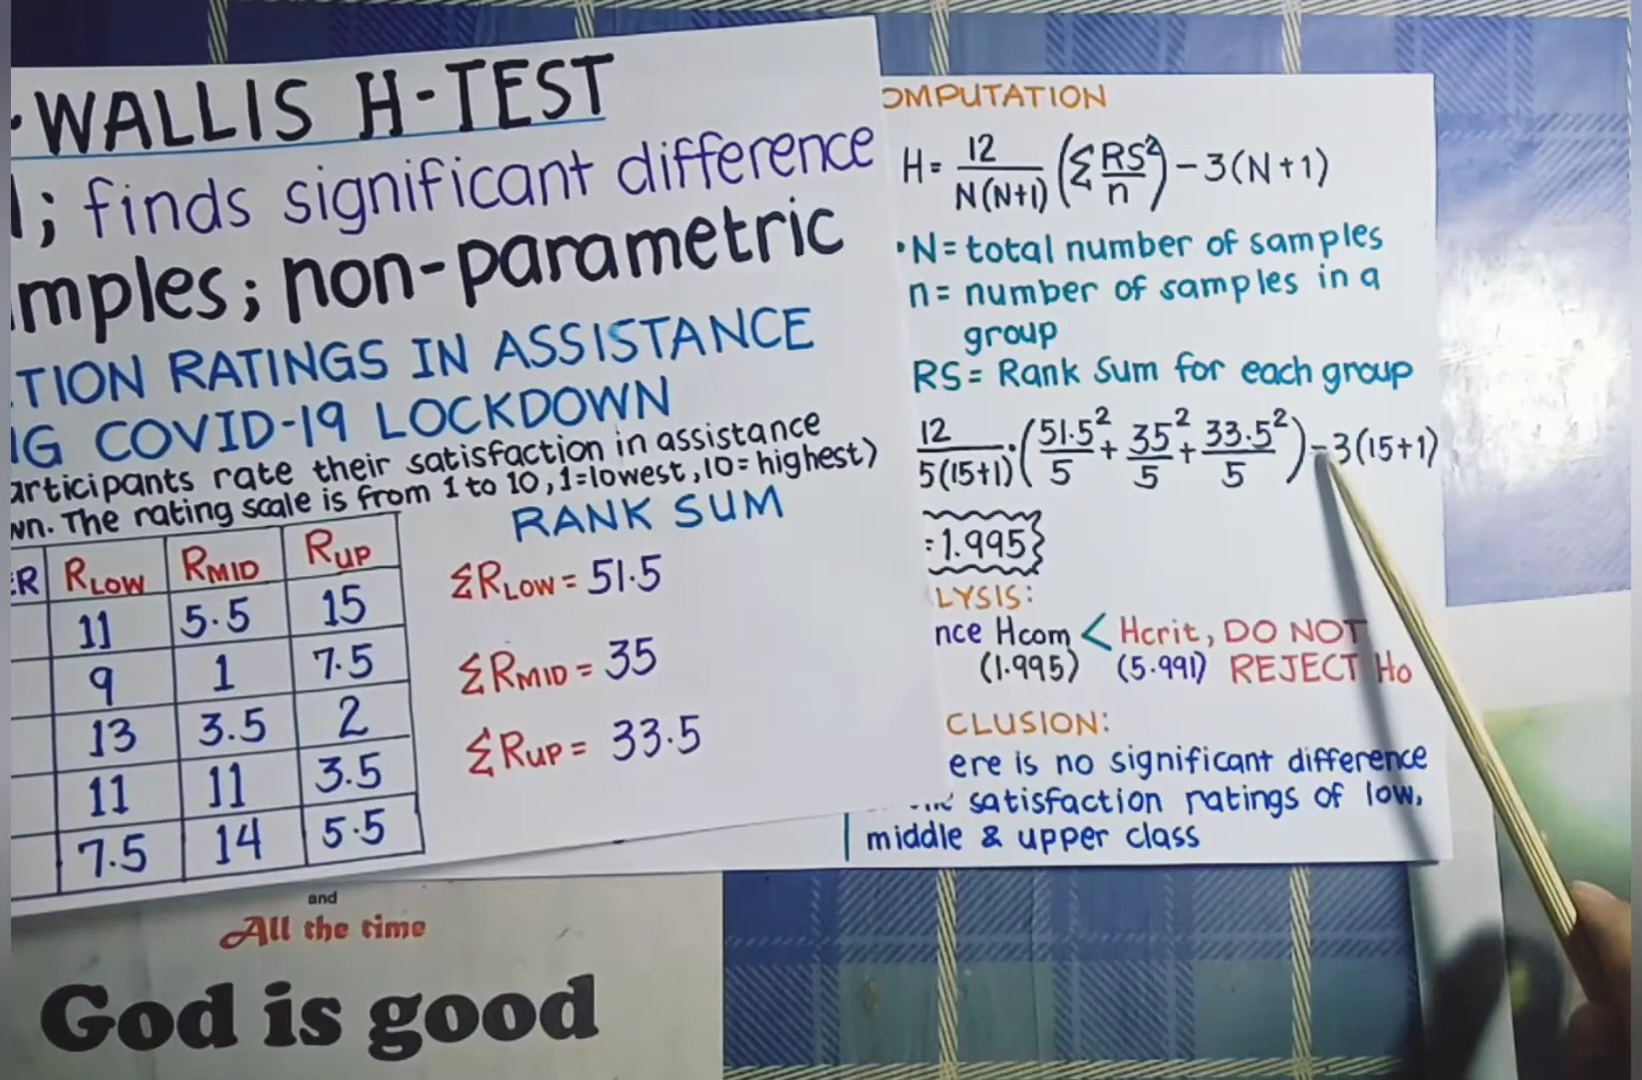 -WALLIS H-TEST
; finds significant difference
mples; non-parametric
TION RATINGS IN ASSISTANCE
G COVID-19 LOCKDOWN
articipants rate their satisfaction in assistance
wn. The rating scale is from 1 to 10, 1=lowest, 10=highest)
RANK SUM
ER RLOW RMID RUP
11 5.5 15
9 1 7.5
13 3.5 2
11 11 3.5
7.5 14 5.5
ΣRLOW = 51.5
ΣRMID = 35
ΣRUP = 33.5
OMPUTATION
H= 12/N(N+1) (Σ RS²/n) - 3(N+1)
•N= total number of samples
n= number of samples in a
group
RS= Rank Sum for each group
12/5(15+1) · (51.5²/5 + 35²/5 + 33.5²/5) - 3(15+1)
=1.995
LYSIS:
nce Hcom < Hcrit, DO NOT
(1.995) (5.991) REJECT Ho
CLUSION:
ere is no significant difference
satisfaction ratings of low,
middle & upper class
and
All the time
God is good